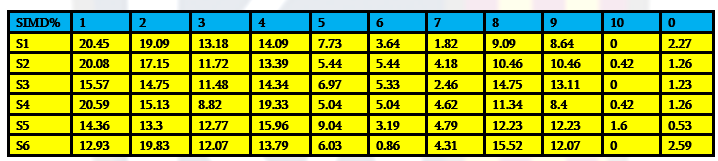 SIMD% 1 2 3 4 5 6 7 8 9 10 0
S1 20.45 19.09 13.18 14.09 7.73 3.64 1.82 9.09 8.64 0 2.27
S2 20.08 17.15 11.72 13.39 5.44 5.44 4.18 10.46 10.46 0.42 1.26
S3 15.57 14.75 11.48 14.34 6.97 5.33 2.46 14.75 13.11 0 1.23
S4 20.59 15.13 8.82 19.33 5.04 5.04 4.62 11.34 8.4 0.42 1.26
S5 14.36 13.3 12.77 15.96 9.04 3.19 4.79 12.23 12.23 1.6 0.53
S6 12.93 19.83 12.07 13.79 6.03 0.86 4.31 15.52 12.07 0 2.59